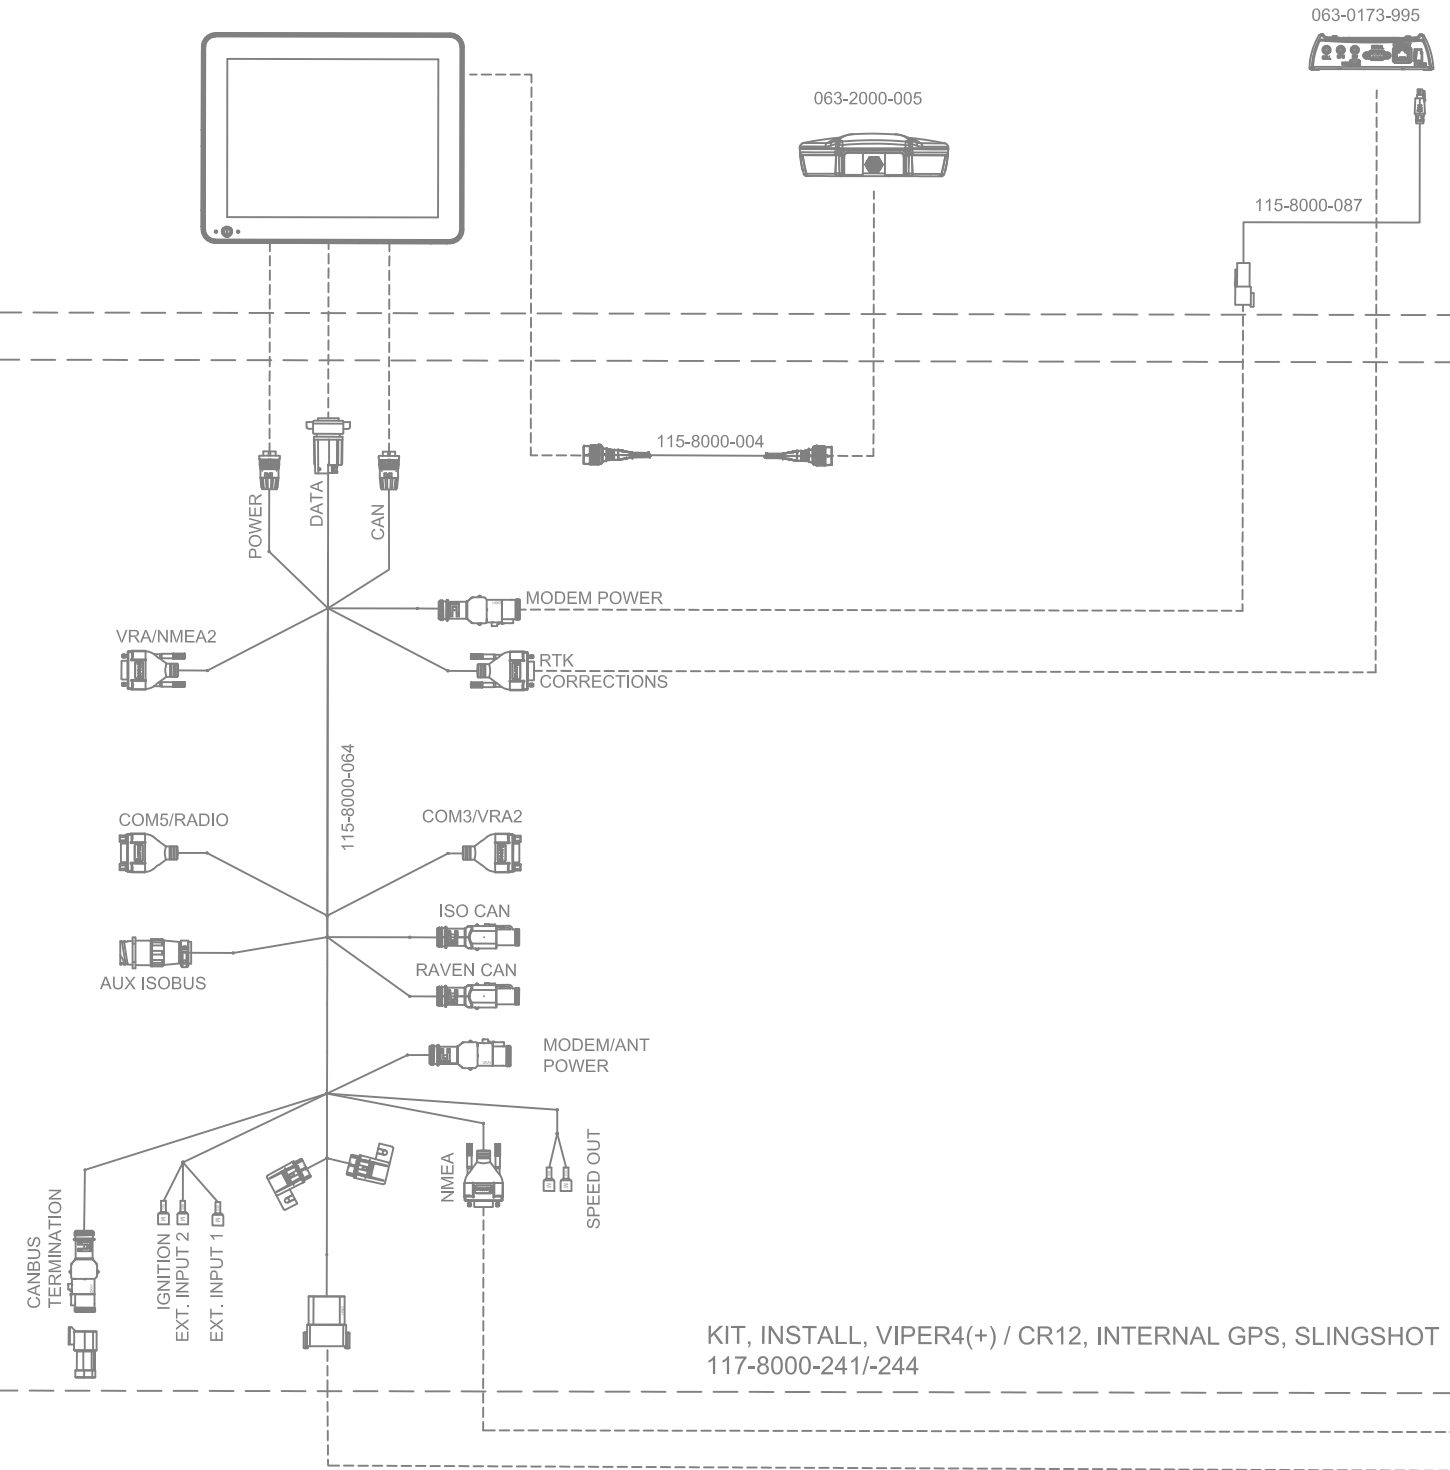 063-0173-995
063-2000-005
115-8000-087
115-8000-004
POWER
DATA
CAN
MODEM POWER
VRA/NMEA2
RTK
CORRECTIONS
115-8000-064
COM5/RADIO
COM3/VRA2
ISO CAN
RAVEN CAN
AUX ISOBUS
MODEM/ANT
POWER
NMEA
SPEED OUT
CANBUS
TERMINATION
IGNITION
EXT. INPUT 2
EXT. INPUT 1
KIT, INSTALL, VIPER4(+) / CR12, INTERNAL GPS, SLINGSHOT
117-8000-241/-244